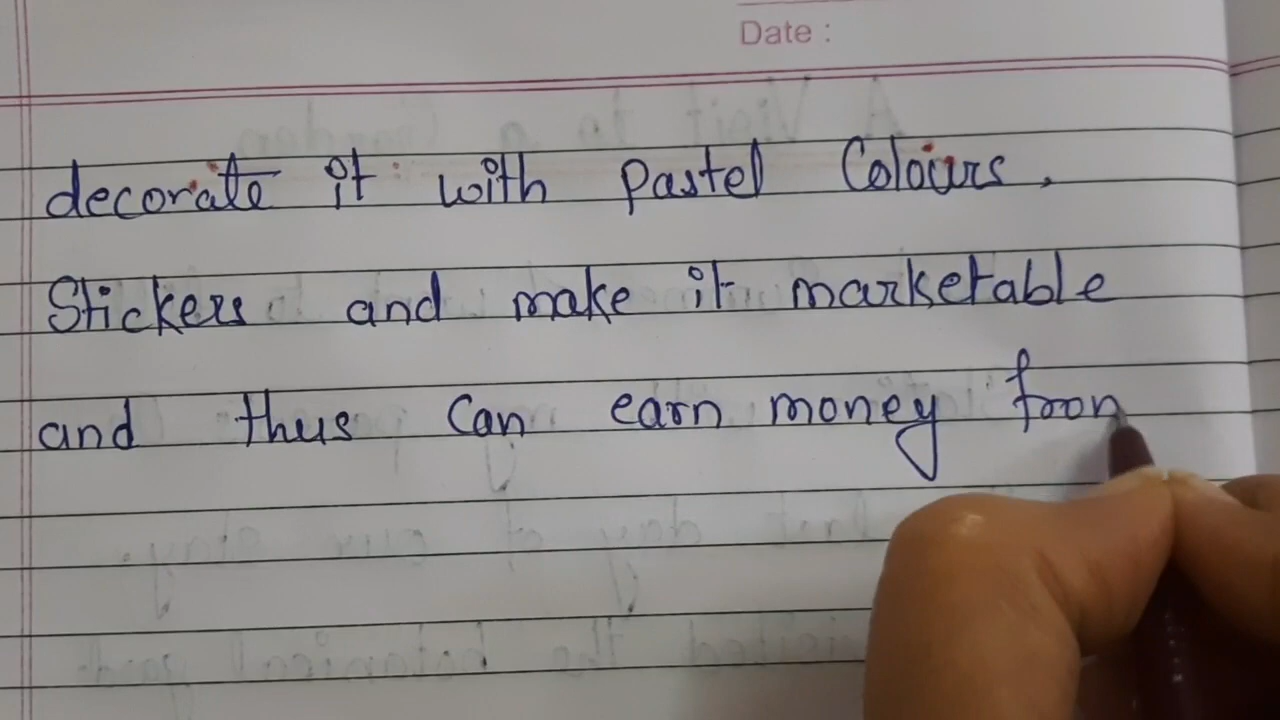 Date :
decorate it with pastel Colours,
Stickers and make it marketable
and thus can earn money from